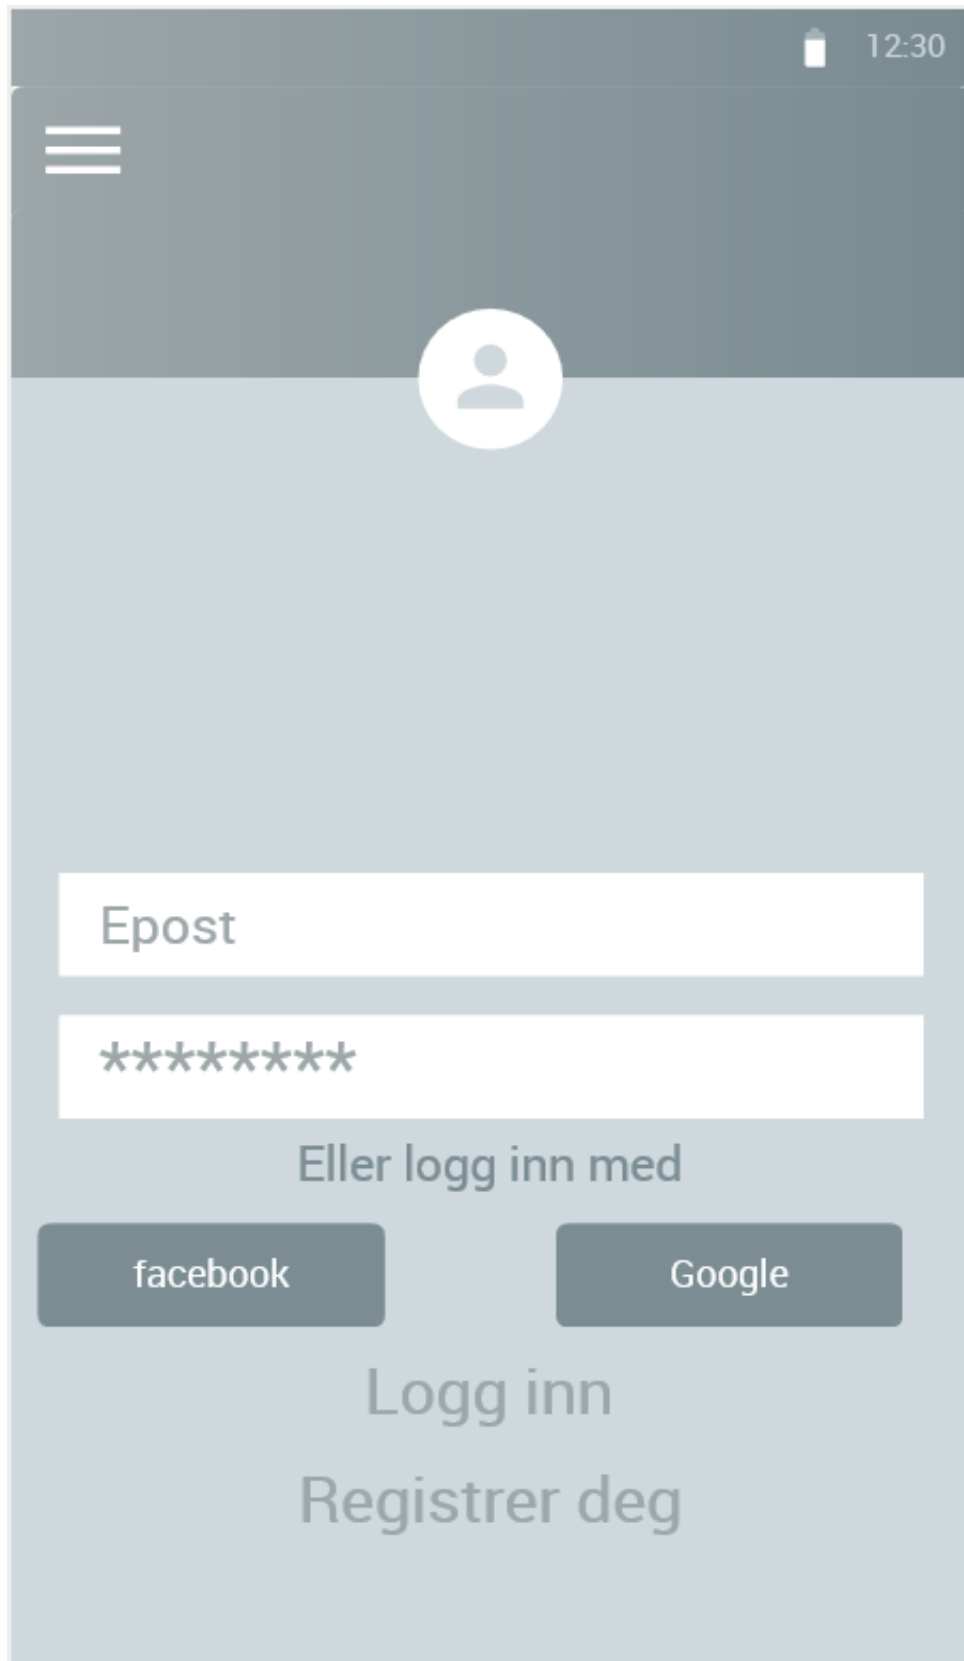 12:30
Epost
********
Eller logg inn med
facebook
Google
Logg inn
Registrer deg